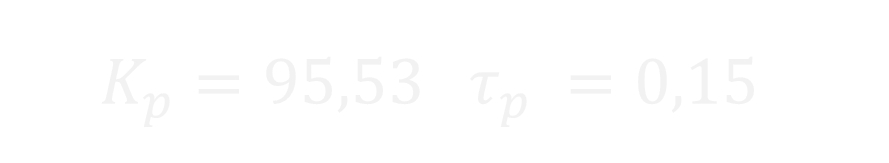 K_p = 95,53 τ_p = 0,15